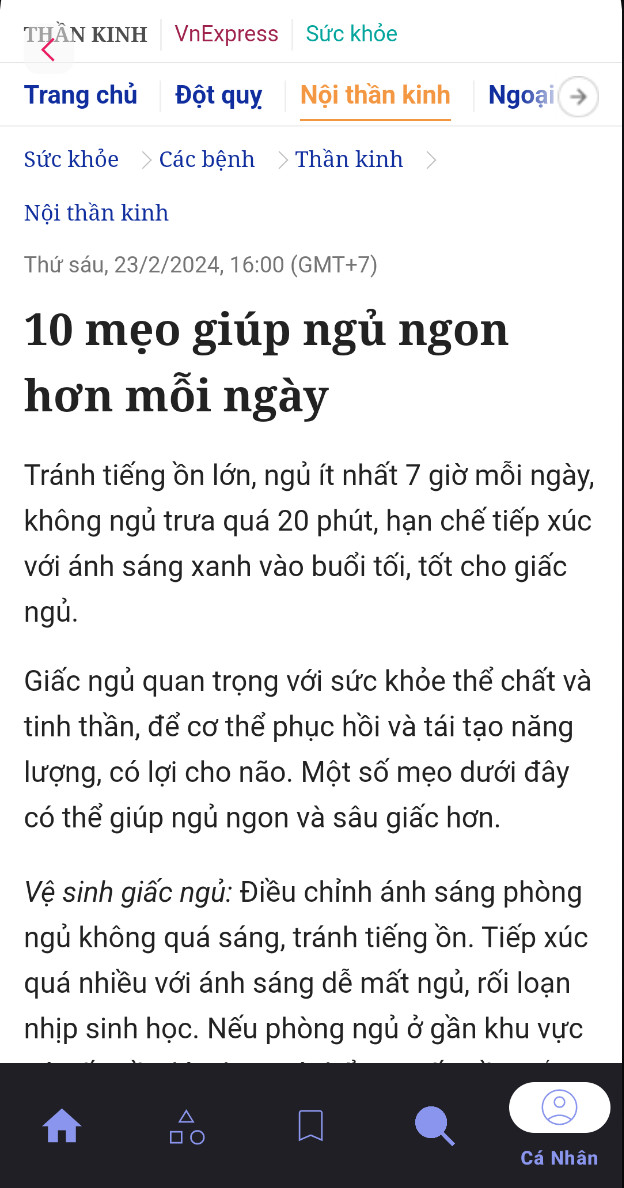 THẦN KINH VnExpress Sức khỏe
Trang chủ Đột quỵ Nội thần kinh Ngoại
Sức khỏe Các bệnh Thần kinh
Nội thần kinh
Thứ sáu, 23/2/2024, 16:00 (GMT+7)
10 mẹo giúp ngủ ngon
hơn mỗi ngày
Tránh tiếng ồn lớn, ngủ ít nhất 7 giờ mỗi ngày,
không ngủ trưa quá 20 phút, hạn chế tiếp xúc
với ánh sáng xanh vào buổi tối, tốt cho giấc
ngủ.
Giấc ngủ quan trọng với sức khỏe thể chất và
tinh thần, để cơ thể phục hồi và tái tạo năng
lượng, có lợi cho não. Một số mẹo dưới đây
có thể giúp ngủ ngon và sâu giấc hơn.
Vệ sinh giấc ngủ: Điều chỉnh ánh sáng phòng
ngủ không quá sáng, tránh tiếng ồn. Tiếp xúc
quá nhiều với ánh sáng dễ mất ngủ, rối loạn
nhịp sinh học. Nếu phòng ngủ ở gần khu vực
Cá Nhân